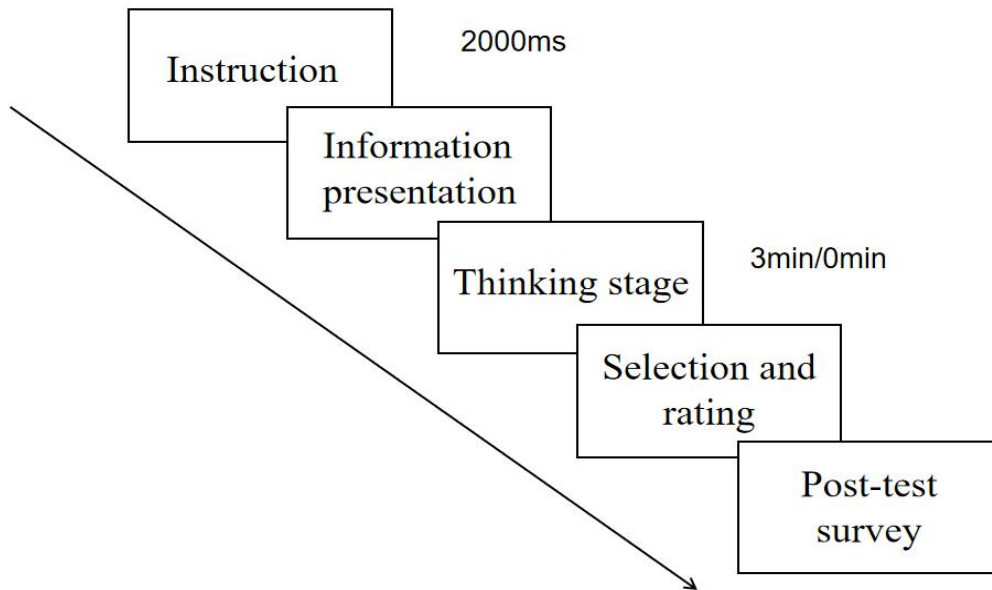 Instruction
2000ms
Information
presentation
Thinking stage
3min/0min
Selection and
rating
Post-test
survey